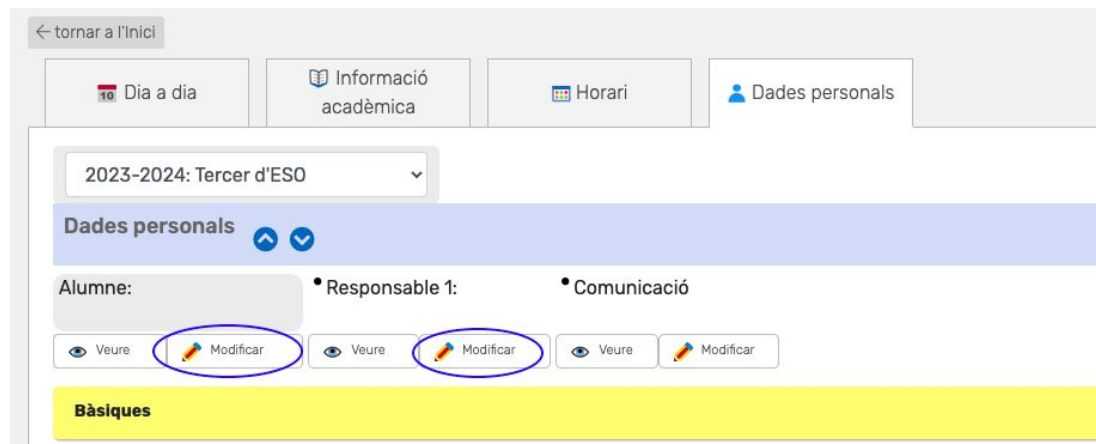 ← tornar a l'Inici
10 Dia a dia
Informació
acadèmica
Horari
Dades personals
2023-2024: Tercer d'ESO
Dades personals
Alumne:
• Responsable 1:
• Comunicació
Veure
Modificar
Veure
Modificar
Veure
Modificar
Bàsiques